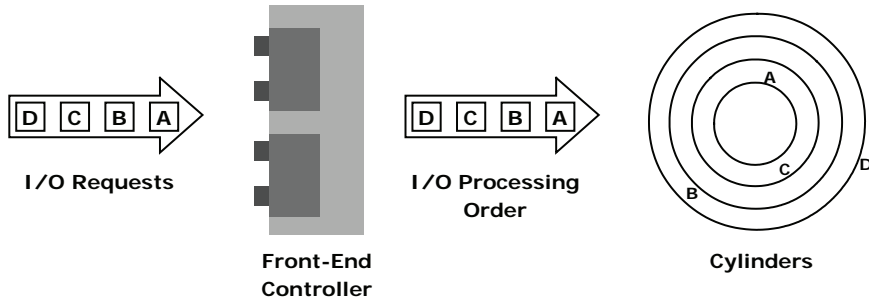 D C B A
I/O Requests
Front-End
Controller
D C B A
I/O Processing
Order
A
C
B
D
Cylinders